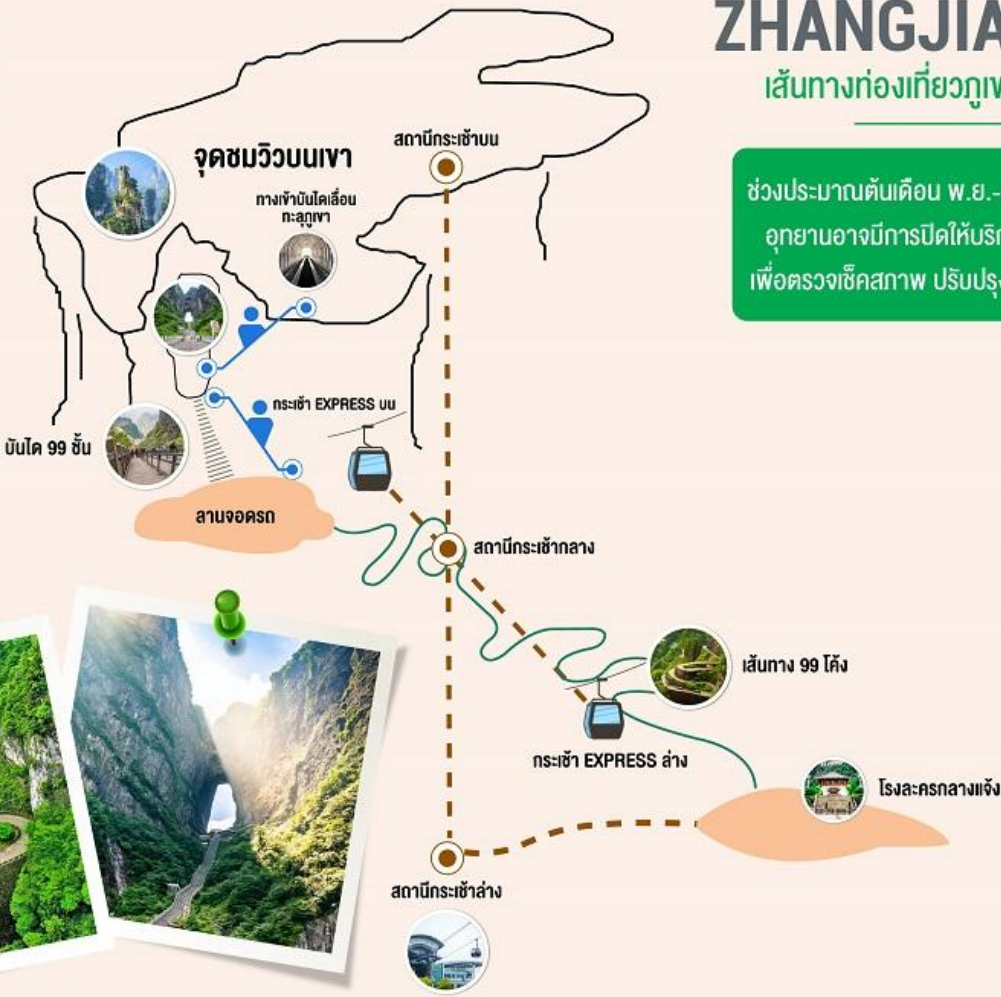 ZHANGJIA
เส้นทางท่องเที่ยวภูเข
ช่วงประมาณต้นเดือน พ.ย.-
อุทยานอาจมีการปิดให้บริก
เพื่อตรวจเช็คสภาพ ปรับปรุง
สถานีกระเช้าบน
จุดชมวิวบนเขา
ทางเข้าบันไดเลื่อน
ทะลุภูเขา
กระเช้า EXPRESS บน
บันได 99 ขั้น
ลานจอดรถ
สถานีกระเช้ากลาง
เส้นทาง 99 โค้ง
กระเช้า EXPRESS ล่าง
โรงละครกลางแจ้ง
สถานีกระเช้าล่าง